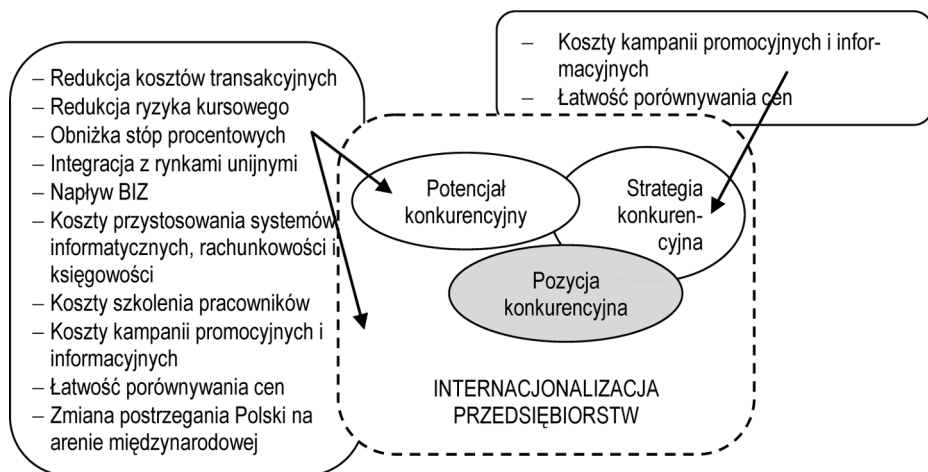 – Redukcja kosztów transakcyjnych
– Redukcja ryzyka kursowego
– Obniżka stóp procentowych
– Integracja z rynkami unijnymi
– Napływ BIZ
– Koszty przystosowania systemów
informatycznych, rachunkowości i
księgowości
– Koszty szkolenia pracowników
– Koszty kampanii promocyjnych i
informacyjnych
– Łatwość porównywania cen
– Zmiana postrzegania Polski na
arenie międzynarodowej
– Koszty kampanii promocyjnych i infor-
macyjnych
– Łatwość porównywania cen
Potencjał
konkurencyjny
Strategia
konkuren-
cyjna
Pozycja
konkurencyjna
INTERNACJONALIZACJA
PRZEDSIĘBIORSTW